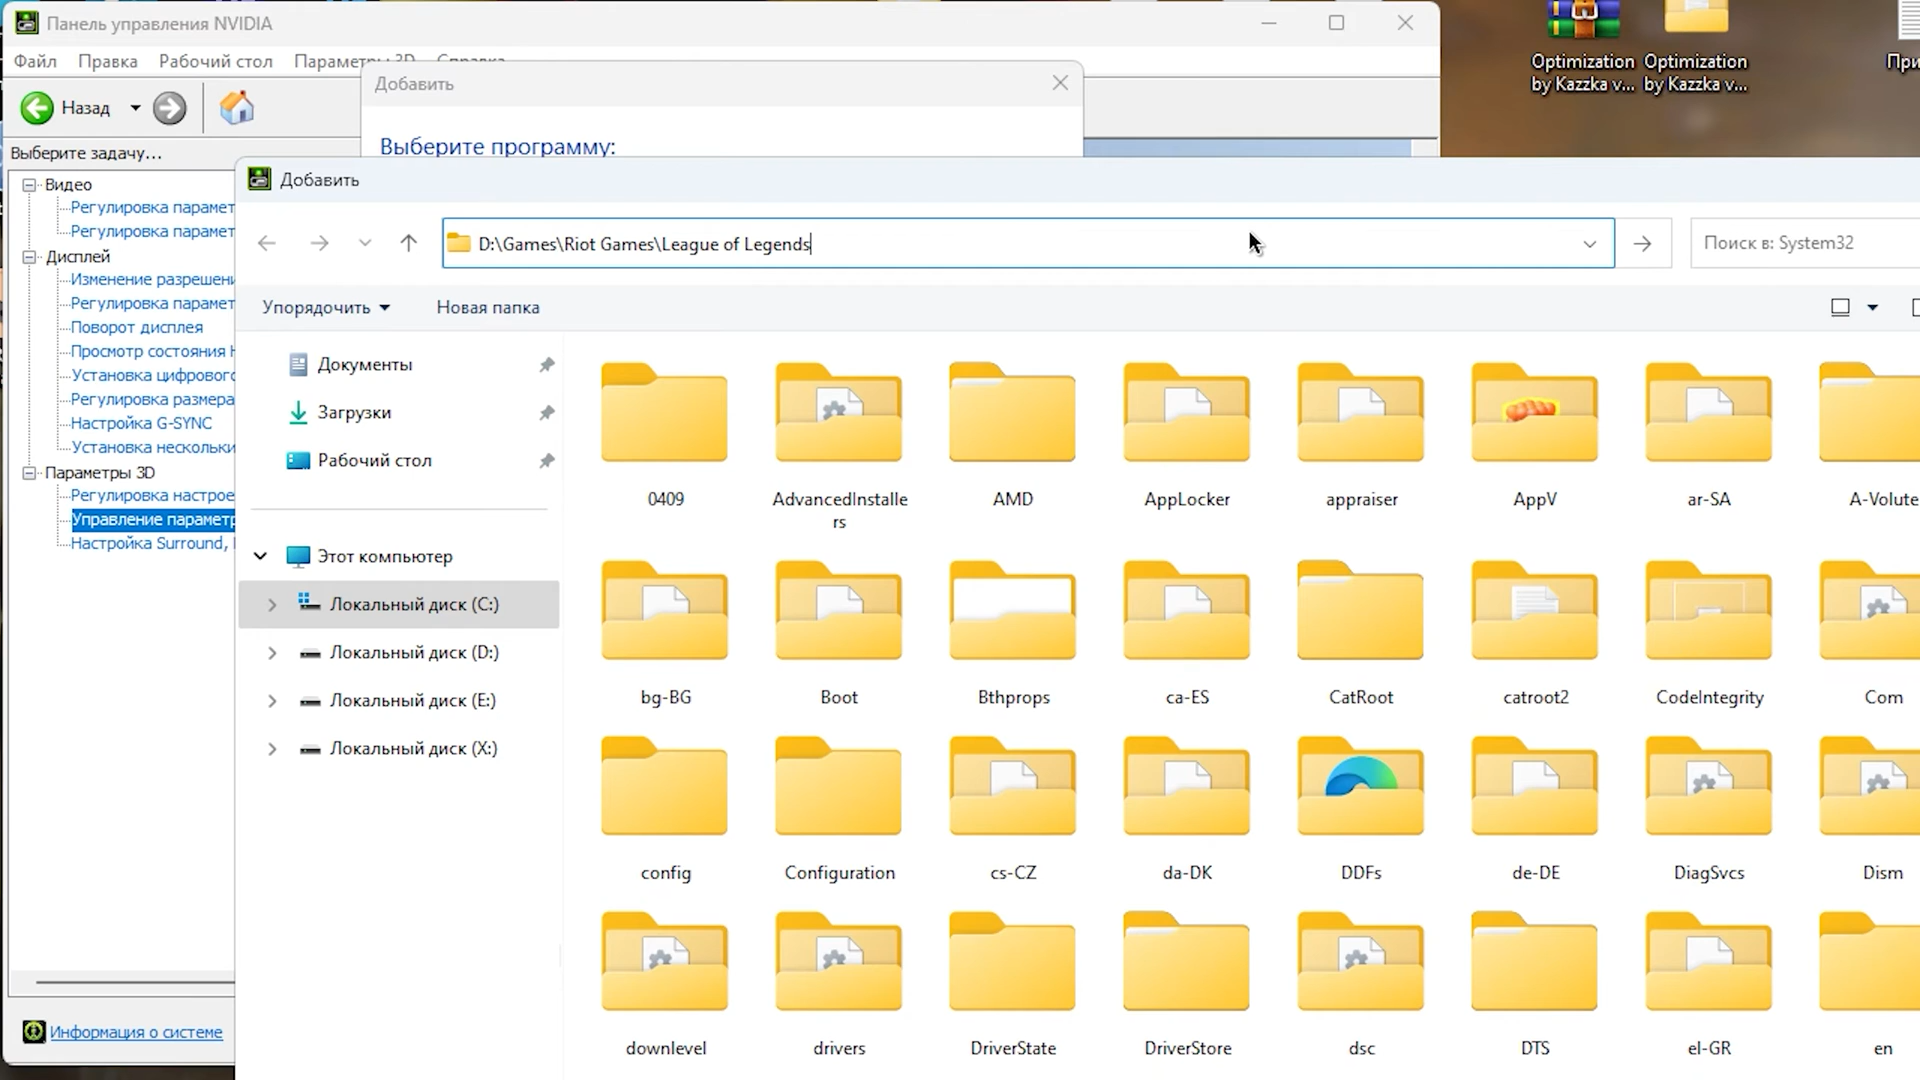 Панель управления NVIDIA
Файл Правка Рабочий стол Параметры 3D Справка
Назад
Выберите задачу...
Видео
Регулировка парамет
Регулировка парамет
Дисплей
Изменение разрешени
Регулировка парамет
Поворот дисплея
Просмотр состояния
Установка цифрового
Регулировка размера
Настройка G-SYNC
Установка нескольки
Параметры 3D
Регулировка настрое
Управление параметр
Настройка Surround,
Информация о системе
Добавить
Выберите программу:
Добавить
D:\Games\Riot Games\League of Legends
Поиск в: System32
Упорядочить Новая папка
Документы
Загрузки
Рабочий стол
Этот компьютер
Локальный диск (C:)
Локальный диск (D:)
Локальный диск (E:)
Локальный диск (X:)
0409 AdvancedInstalle
rs AMD AppLocker appraiser AppV ar-SA A-Volute
bg-BG Boot Bthprops ca-ES CatRoot catroot2 CodeIntegrity Com
config Configuration cs-CZ da-DK DDFs de-DE DiagSvcs Dism
downlevel drivers DriverState DriverStore dsc DTS el-GR en
Optimization
by Kazzka v...
Optimization
by Kazzka v...
При